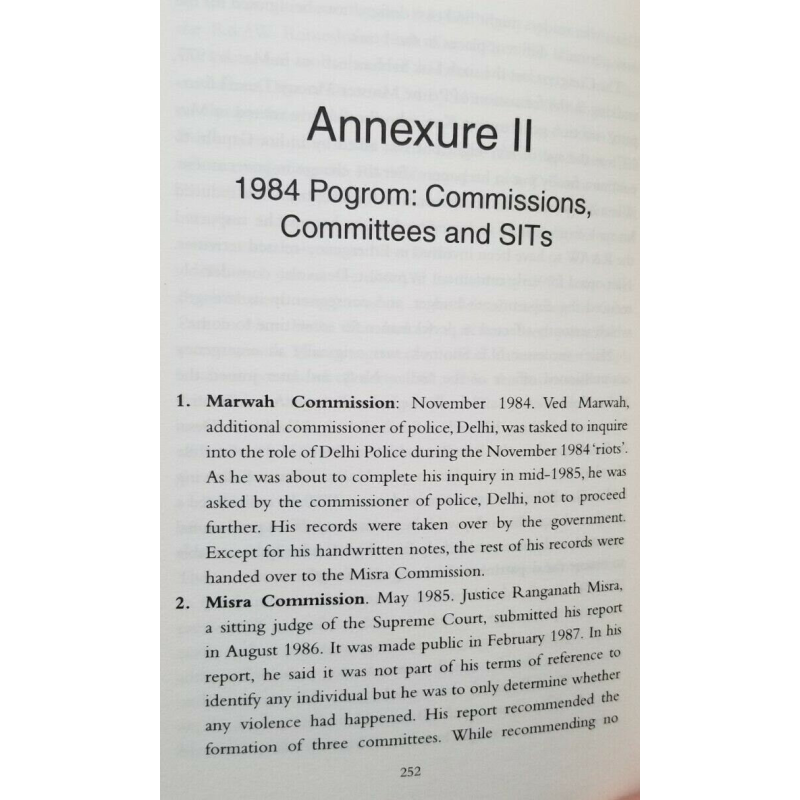 Annexure II
1984 Pogrom: Commissions,
Committees and SITs
1. Marwah Commission: November 1984. Ved Marwah,
additional commissioner of police, Delhi, was tasked to inquire
into the role of Delhi Police during the November 1984 ‘riots’.
As he was about to complete his inquiry in mid-1985, he was
asked by the commissioner of police, Delhi, not to proceed
further. His records were taken over by the government.
Except for his handwritten notes, the rest of his records were
handed over to the Misra Commission.
2. Misra Commission. May 1985. Justice Ranganath Misra,
a sitting judge of the Supreme Court, submitted his report
in August 1986. It was made public in February 1987. In his
report, he said it was not part of his terms of reference to
identify any individual but he was to only determine whether
any violence had happened. His report recommended the
formation of three committees. While recommending no
252